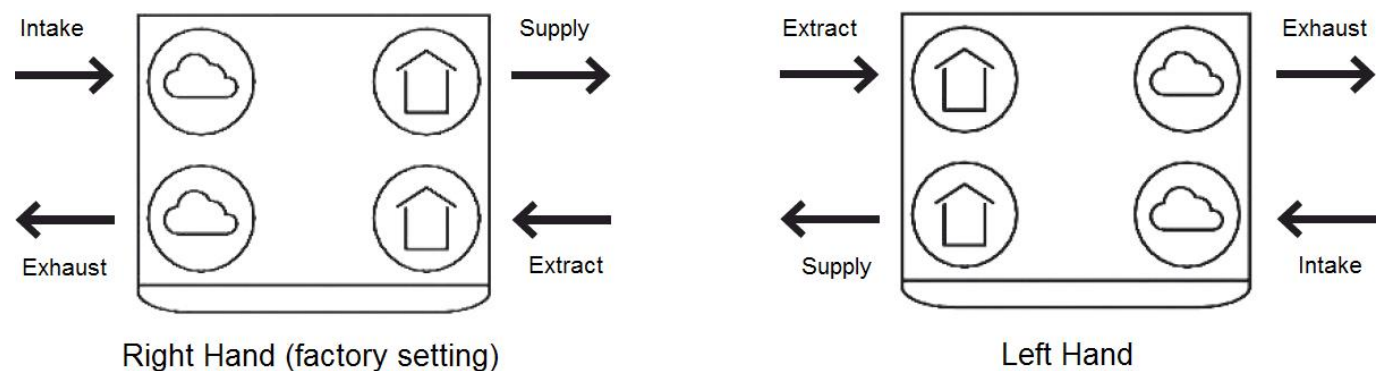 Intake
Supply
Exhaust
Extract
Right Hand (factory setting)
Extract
Exhaust
Supply
Intake
Left Hand